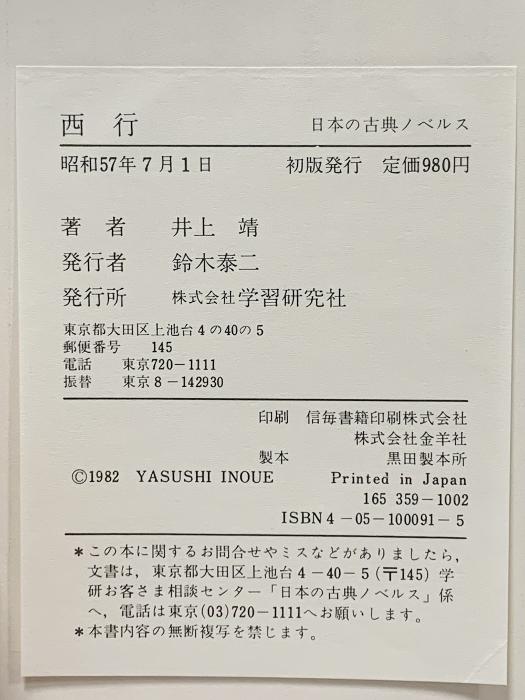 西　行　　　　　　　日本の古典ノベルス
昭和57年7月1日　　　初版発行　定価980円
著　者　　井上　靖
発行者　　鈴木泰二
発行所　　株式会社学習研究社
東京都大田区上池台4の40の5
郵便番号　　145
電話　　東京720－1111
振替　　東京8－142930
印刷　信毎書籍印刷株式会社
株式会社金羊社
製本　　　　　黒田製本所
©1982　YASUSHI INOUE　　　Printed in Japan
165 359－1002
ISBN4－05－100091－5
＊この本に関するお問合せやミスなどがありましたら，
文書は，東京都大田区上池台4－40－5（〒145）学
研お客さま相談センター「日本の古典ノベルス」係
へ，電話は東京(03)720－1111へお願いします。
＊本書内容の無断複写を禁じます。